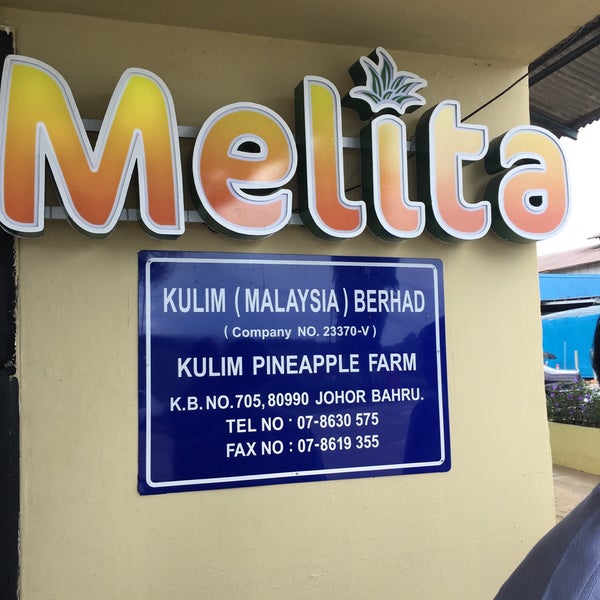 Melita
KULIM (MALAYSIA) BERHAD
(Company NO. 23370-V)
KULIM PINEAPPLE FARM
K.B.NO.705,80990 JOHOR BAHRU.
TEL NO : 07-8630 575
FAX NO : 07-8619 355